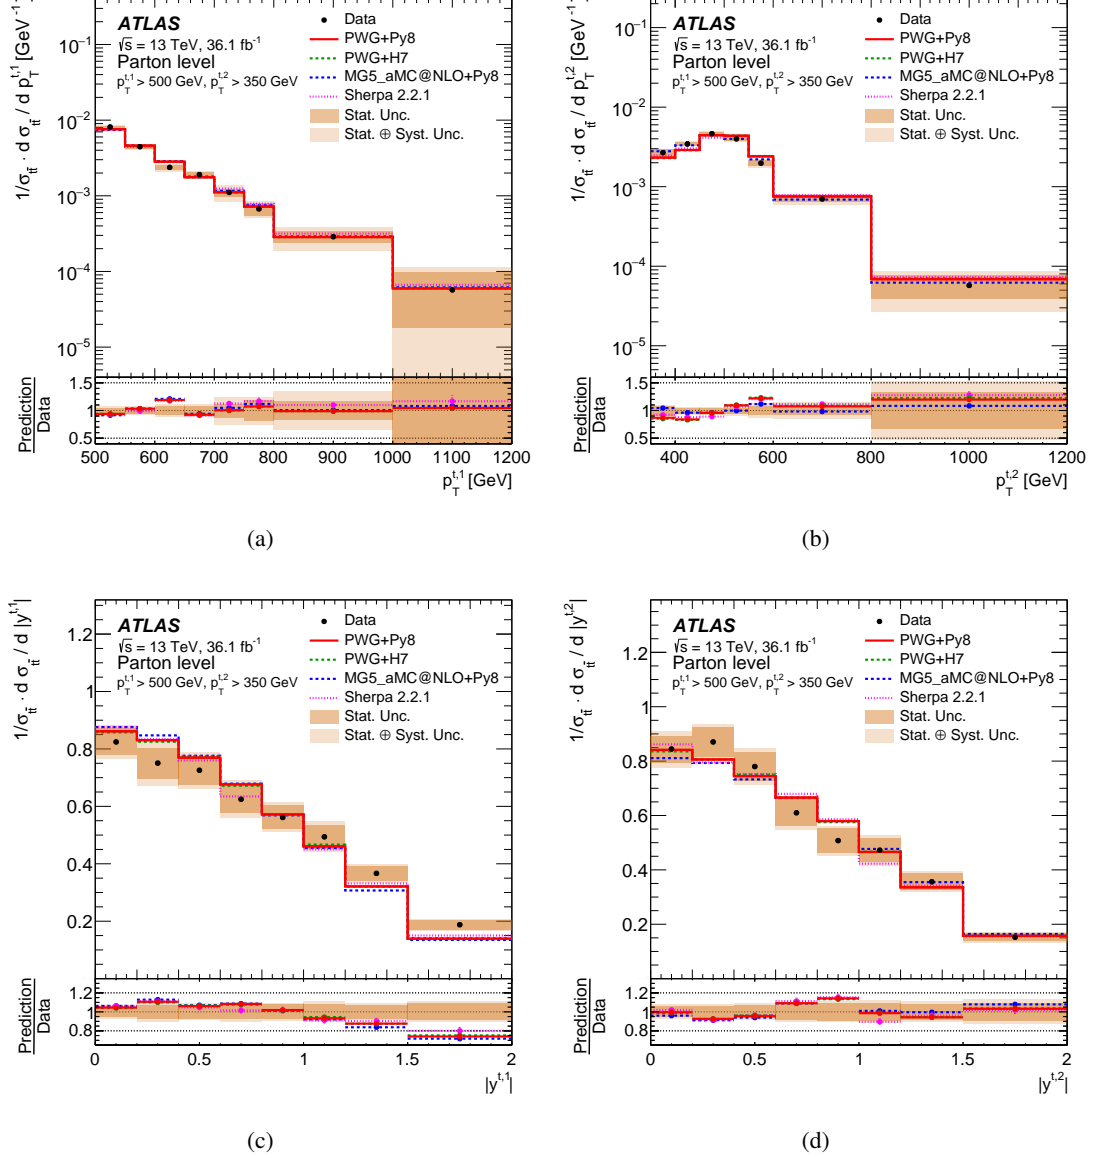 1/σ_tt̄ · d σ_tt̄ / d p_T^{t,1} [GeV⁻¹]
ATLAS
√s = 13 TeV, 36.1 fb⁻¹
Parton level
p_T^{t,1} > 500 GeV, p_T^{t,2} > 350 GeV
Data
PWG+Py8
PWG+H7
MG5_aMC@NLO+Py8
Sherpa 2.2.1
Stat. Unc.
Stat. ⊕ Syst. Unc.
10⁻¹
10⁻²
10⁻³
10⁻⁴
10⁻⁵
Prediction
Data
1.5
1
0.5
500 600 700 800 900 1000 1100 1200
p_T^{t,1} [GeV]
(a)
1/σ_tt̄ · d σ_tt̄ / d p_T^{t,2} [GeV⁻¹]
ATLAS
√s = 13 TeV, 36.1 fb⁻¹
Parton level
p_T^{t,1} > 500 GeV, p_T^{t,2} > 350 GeV
Data
PWG+Py8
PWG+H7
MG5_aMC@NLO+Py8
Sherpa 2.2.1
Stat. Unc.
Stat. ⊕ Syst. Unc.
10⁻¹
10⁻²
10⁻³
10⁻⁴
10⁻⁵
Prediction
Data
1.5
1
0.5
400 600 800 1000 1200
p_T^{t,2} [GeV]
(b)
1/σ_tt̄ · d σ_tt̄ / d |y^{t,1}|
ATLAS
√s = 13 TeV, 36.1 fb⁻¹
Parton level
p_T^{t,1} > 500 GeV, p_T^{t,2} > 350 GeV
Data
PWG+Py8
PWG+H7
MG5_aMC@NLO+Py8
Sherpa 2.2.1
Stat. Unc.
Stat. ⊕ Syst. Unc.
1.2
1
0.8
0.6
0.4
0.2
Prediction
Data
1.2
1
0.8
0 0.5 1 1.5 2
|y^{t,1}|
(c)
1/σ_tt̄ · d σ_tt̄ / d |y^{t,2}|
ATLAS
√s = 13 TeV, 36.1 fb⁻¹
Parton level
p_T^{t,1} > 500 GeV, p_T^{t,2} > 350 GeV
Data
PWG+Py8
PWG+H7
MG5_aMC@NLO+Py8
Sherpa 2.2.1
Stat. Unc.
Stat. ⊕ Syst. Unc.
1.2
1
0.8
0.6
0.4
0.2
Prediction
Data
1.2
1
0.8
0 0.5 1 1.5 2
|y^{t,2}|
(d)